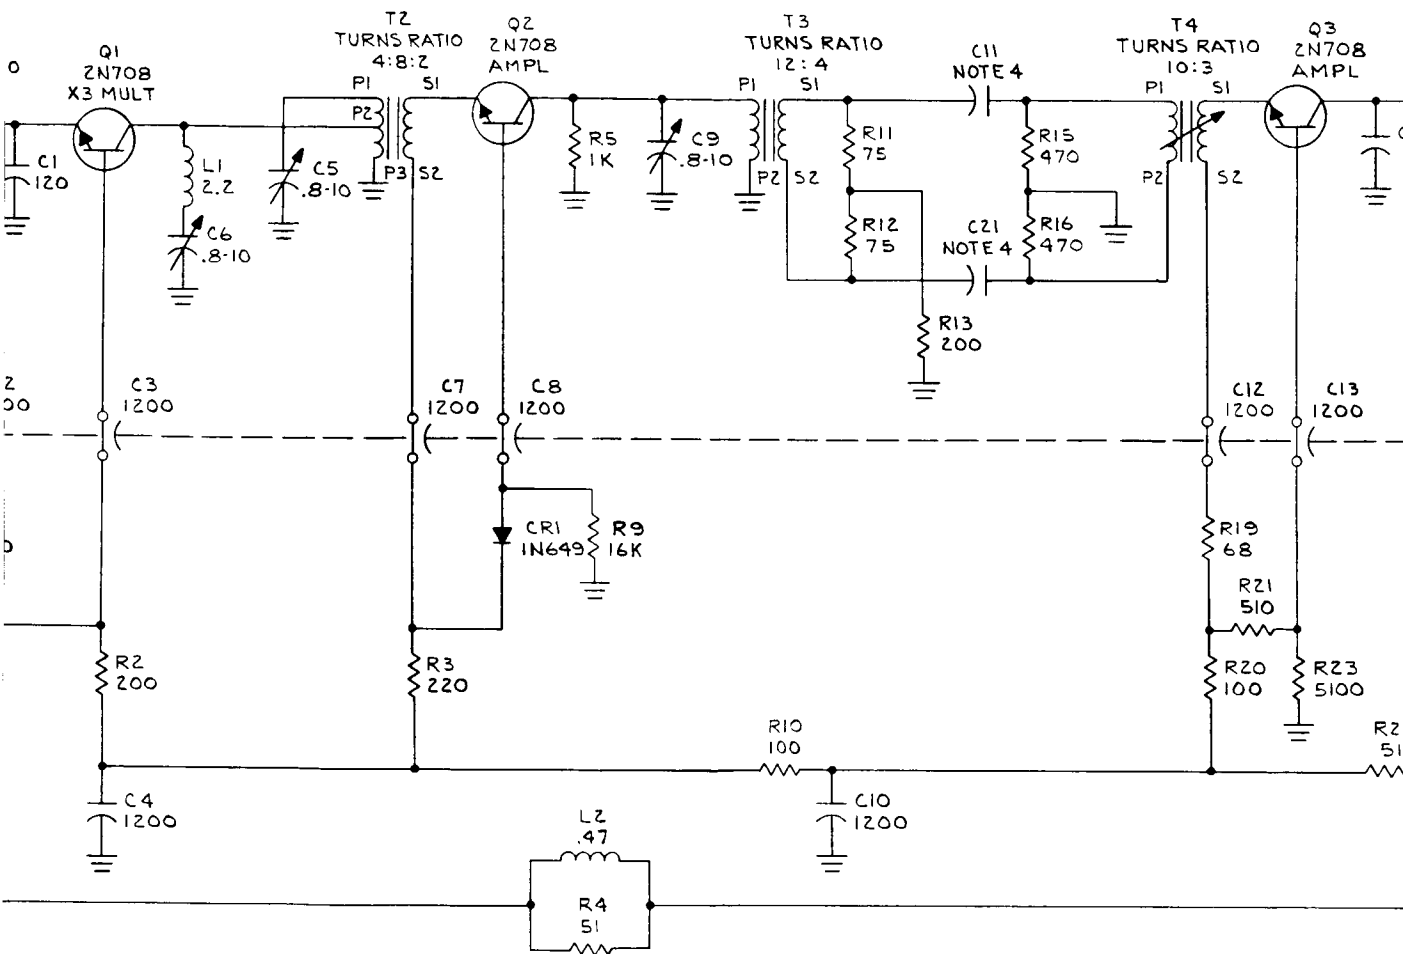 O
Q1
2N708
X3 MULT
T2
TURNS RATIO
4:8:2
P1
S1
P2
P3
S2
Q2
2N708
AMPL
T3
TURNS RATIO
12:4
P1
S1
P2
S2
C11
NOTE 4
T4
TURNS RATIO
10:3
P1
S1
P2
S2
Q3
2N708
AMPL
C1
120
L1
2.2
C6
.8-10
C5
.8-10
R5
1K
C9
.8-10
R11
75
R12
75
R15
470
C21
NOTE 4
R16
470
C
R13
200
2
00
C3
1200
C7
1200
C8
1200
C12
1200
C13
1200
CR1
1N649
R9
16K
R19
68
R21
510
R2
200
R3
220
R20
100
R23
5100
R10
100
R2
51
C4
1200
C10
1200
L2
.47
R4
51